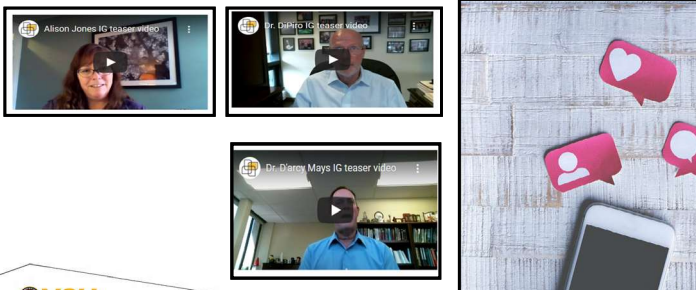 Alison Jones IG teaser video
Dr. DiPiro IG teaser video
Dr. D'arcy Mays IG teaser video